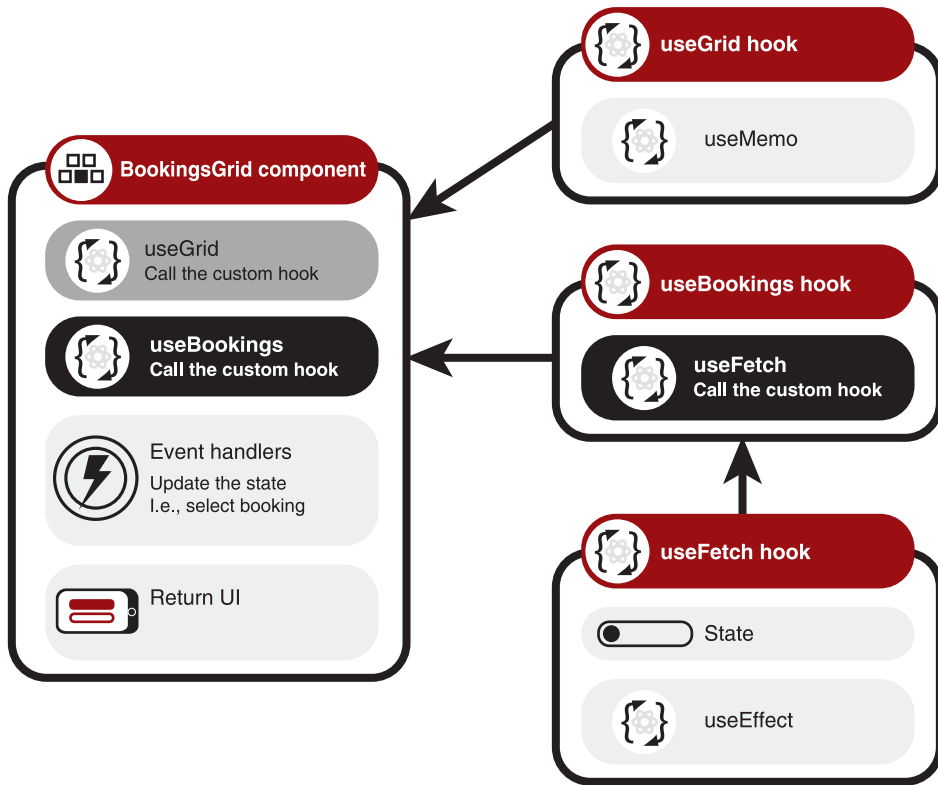 BookingsGrid component
useGrid
Call the custom hook
useBookings
Call the custom hook
Event handlers
Update the state
I.e., select booking
Return UI
useGrid hook
useMemo
useBookings hook
useFetch
Call the custom hook
useFetch hook
State
useEffect